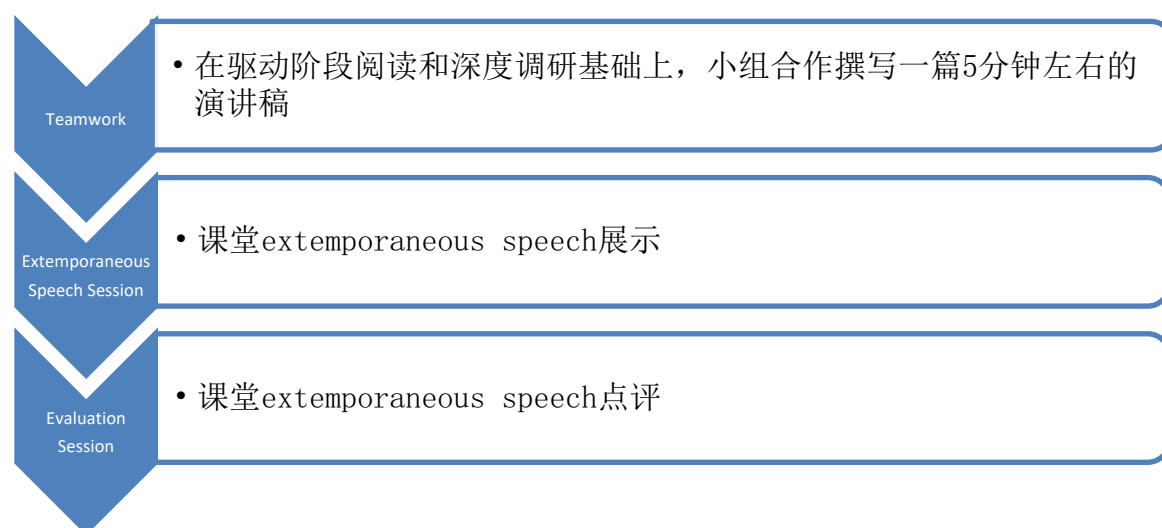 Teamwork
• 在驱动阶段阅读和深度调研基础上，小组合作撰写一篇5分钟左右的
演讲稿
Extemporaneous
Speech Session
• 课堂extemporaneous speech展示
Evaluation
Session
• 课堂extemporaneous speech点评